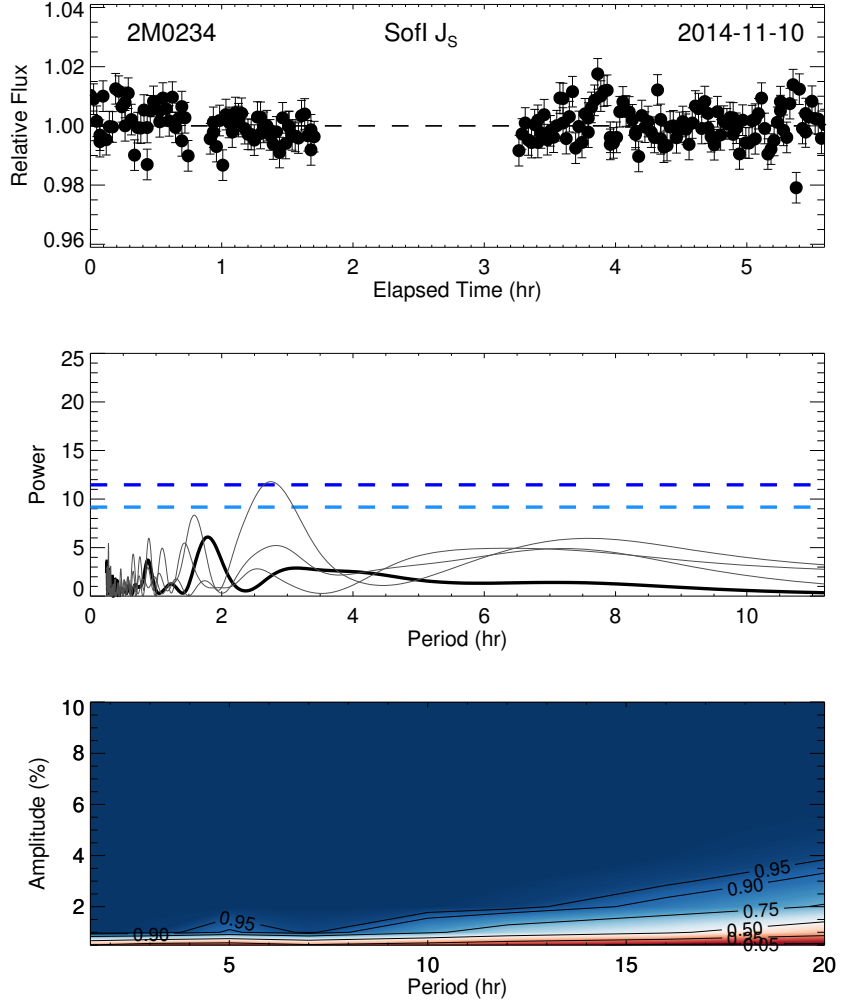 2M0234 SofI J_S 2014-11-10
Relative Flux
1.04
1.02
1.00
0.98
0.96
0 1 2 3 4 5
Elapsed Time (hr)
Power
25
20
15
10
5
0
0 2 4 6 8 10
Period (hr)
Amplitude (%)
10
8
6
4
2
0.90 0.95 0.95
0.90
0.75
0.50
0.05
5 10 15 20
Period (hr)